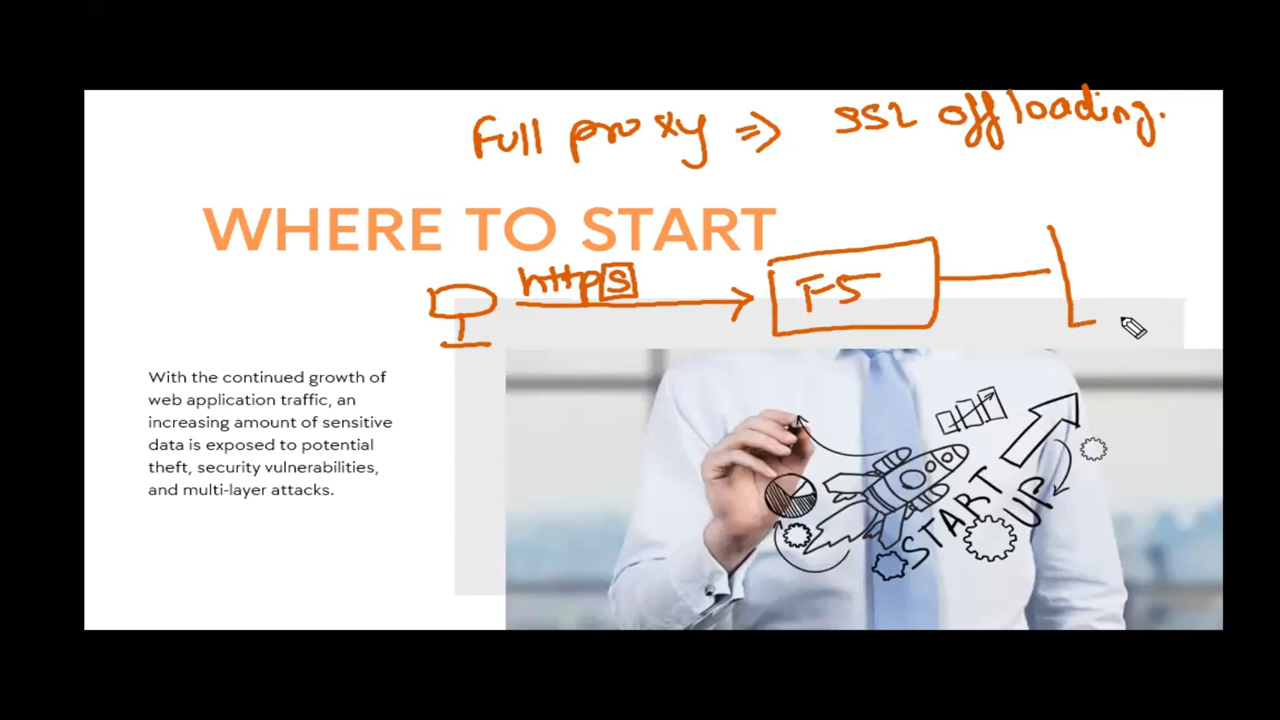 Full proxy => SSL offloading.
WHERE TO START
https
F5
With the continued growth of
web application traffic, an
increasing amount of sensitive
data is exposed to potential
theft, security vulnerabilities,
and multi-layer attacks.
START
UP